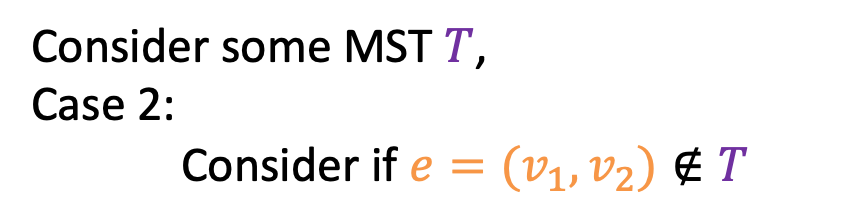 Consider some MST T,
Case 2:
Consider if e = (v₁, v₂) ∉ T